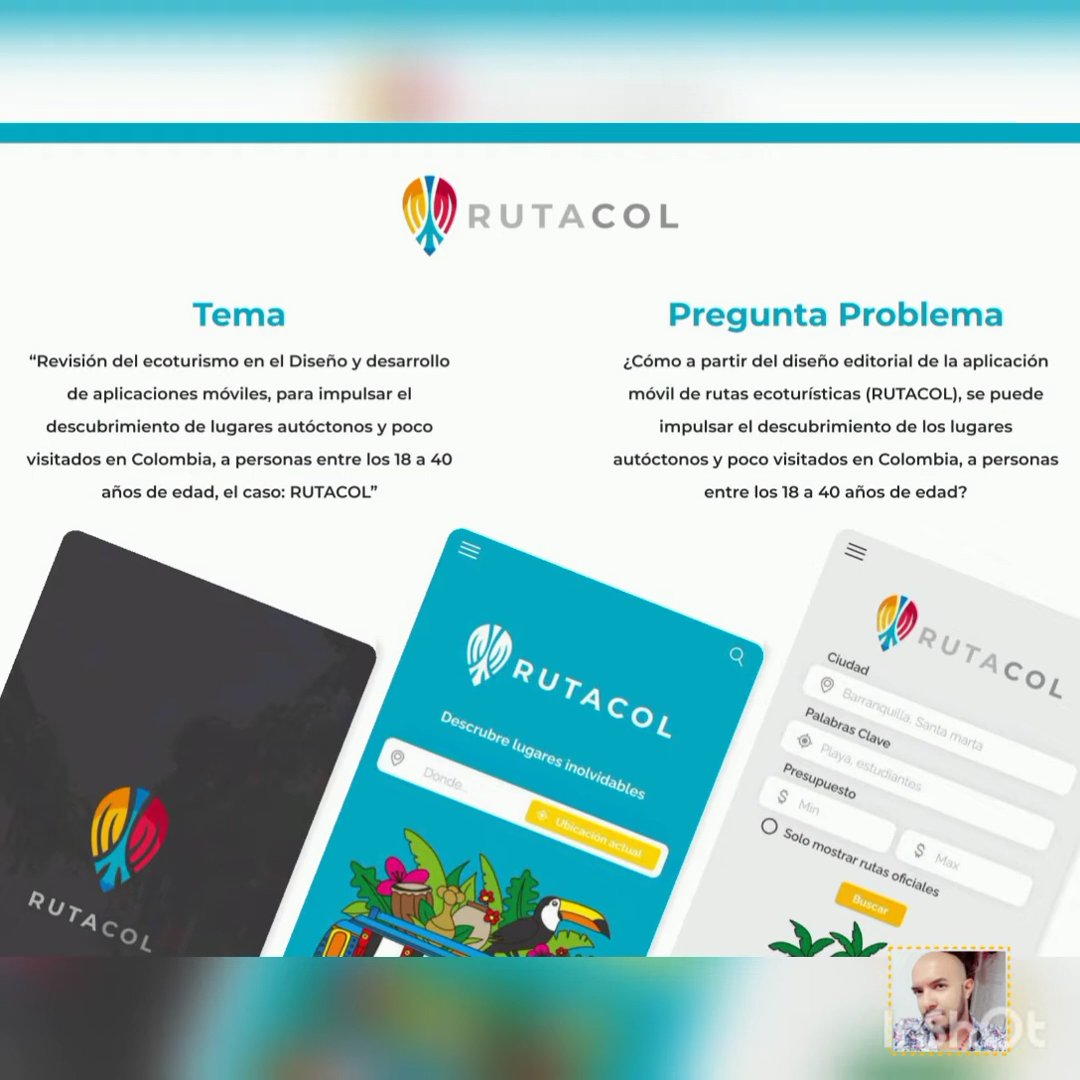 RUTACOL
Tema
“Revisión del ecoturismo en el Diseño y desarrollo
de aplicaciones móviles, para impulsar el
descubrimiento de lugares autóctonos y poco
visitados en Colombia, a personas entre los 18 a 40
años de edad, el caso: RUTACOL”
Pregunta Problema
¿Cómo a partir del diseño editorial de la aplicación
móvil de rutas ecoturísticas (RUTACOL), se puede
impulsar el descubrimiento de los lugares
autóctonos y poco visitados en Colombia, a personas
entre los 18 a 40 años de edad?
RUTACOL
RUTACOL
Descrubre lugares inolvidables
Donde...
Ubicación actual
RUTACOL
Ciudad
Barranquilla, Santa marta
Palabras Clave
Playa, estudiantes
Presupuesto
$ Min
$ Max
Solo mostrar rutas oficiales
Buscar
InShOt